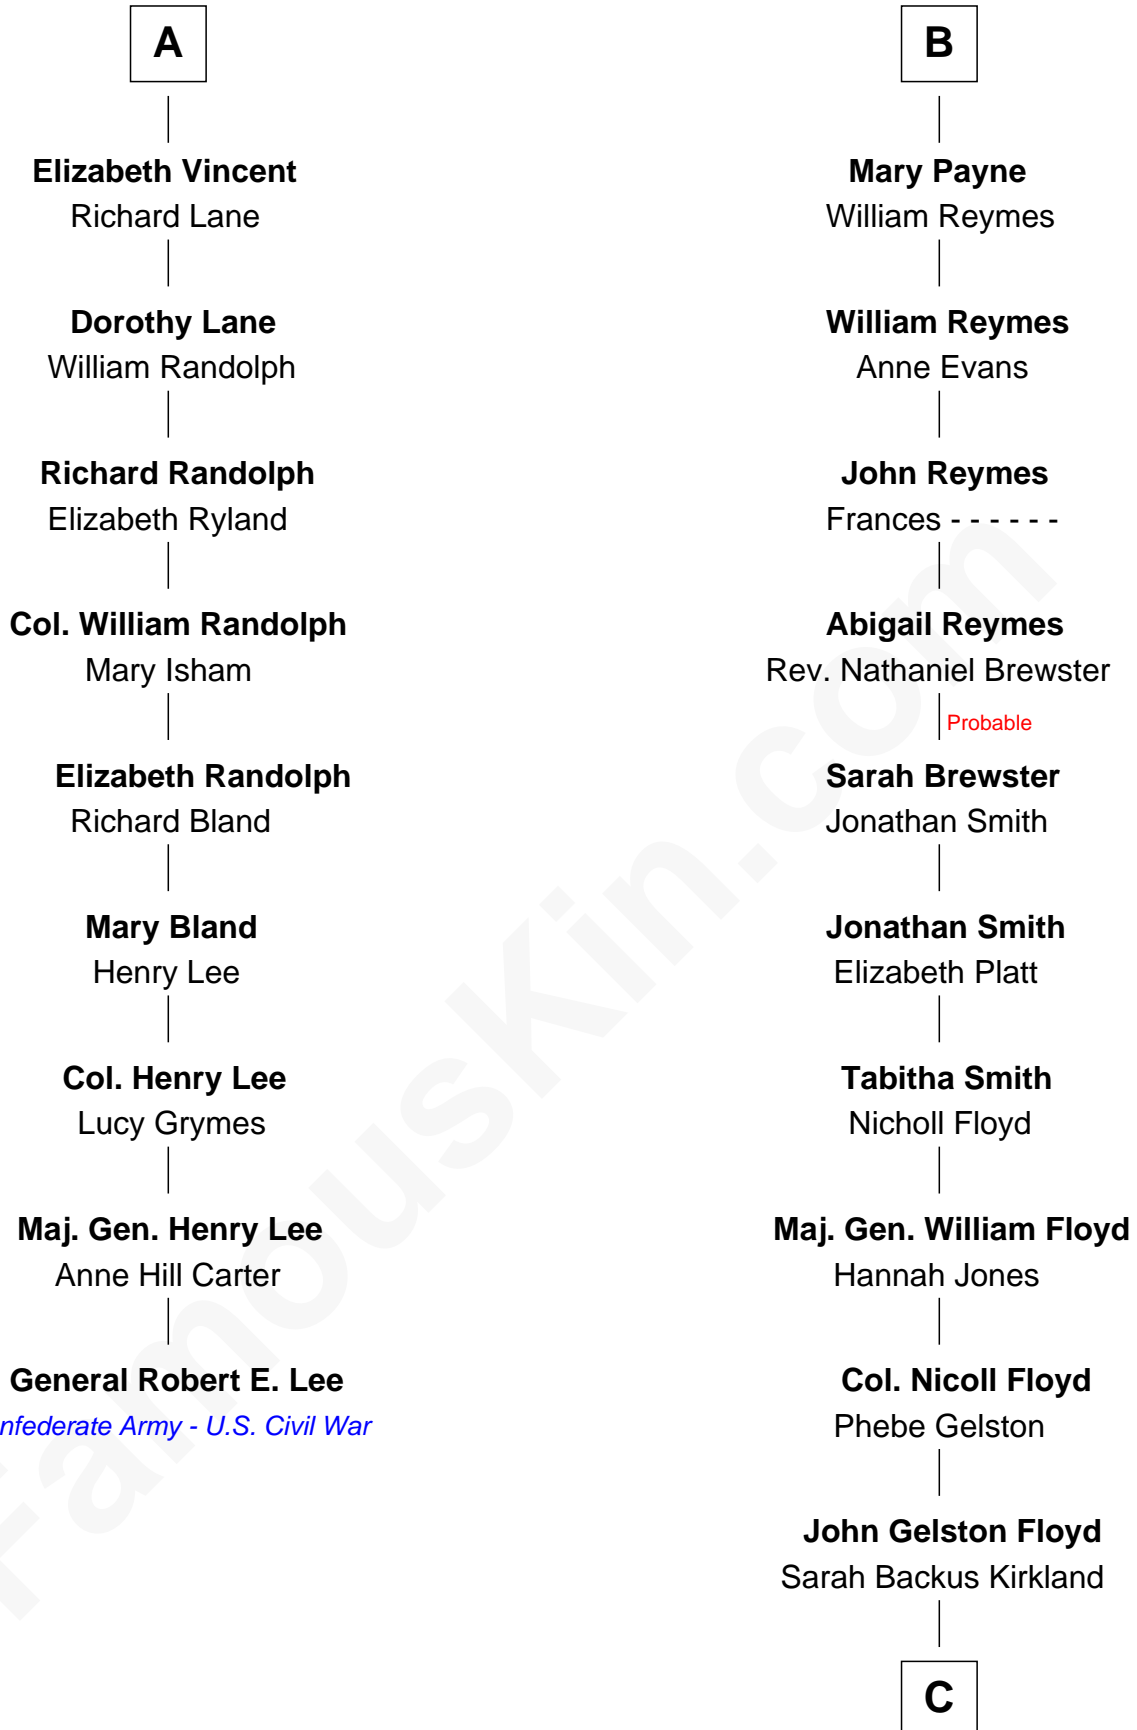 A
Elizabeth Vincent
Richard Lane
Dorothy Lane
William Randolph
Richard Randolph
Elizabeth Ryland
Col. William Randolph
Mary Isham
Elizabeth Randolph
Richard Bland
Mary Bland
Henry Lee
Col. Henry Lee
Lucy Grymes
Maj. Gen. Henry Lee
Anne Hill Carter
General Robert E. Lee
nfederate Army - U.S. Civil War
B
Mary Payne
William Reymes
William Reymes
Anne Evans
John Reymes
Frances - - - - - -
Abigail Reymes
Rev. Nathaniel Brewster
Probable
Sarah Brewster
Jonathan Smith
Jonathan Smith
Elizabeth Platt
Tabitha Smith
Nicholl Floyd
Maj. Gen. William Floyd
Hannah Jones
Col. Nicoll Floyd
Phebe Gelston
John Gelston Floyd
Sarah Backus Kirkland
C
FamousKin.com